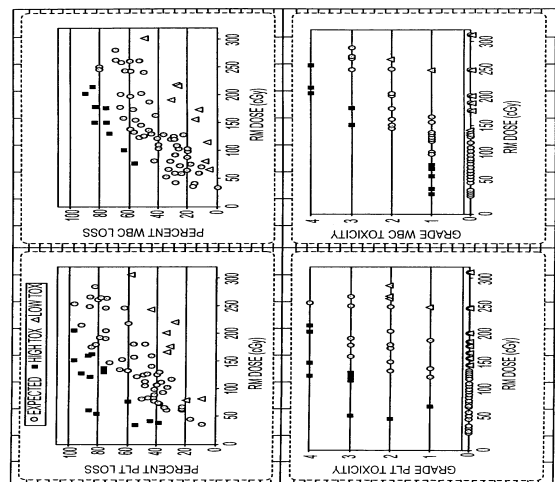 ○ EXPECTED ■ HIGH TOX △ LOW TOX
PERCENT PLT LOSS
100
80
60
40
20
0 50 100 150 200 250 300
RM DOSE (cGy)
PERCENT WBC LOSS
100
80
60
40
20
0 50 100 150 200 250 300
RM DOSE (cGy)
GRADE PLT TOXICITY
4
3
2
1
0
0 50 100 150 200 250 300
RM DOSE (cGy)
GRADE WBC TOXICITY
4
3
2
1
0
0 50 100 150 200 250 300
RM DOSE (cGy)